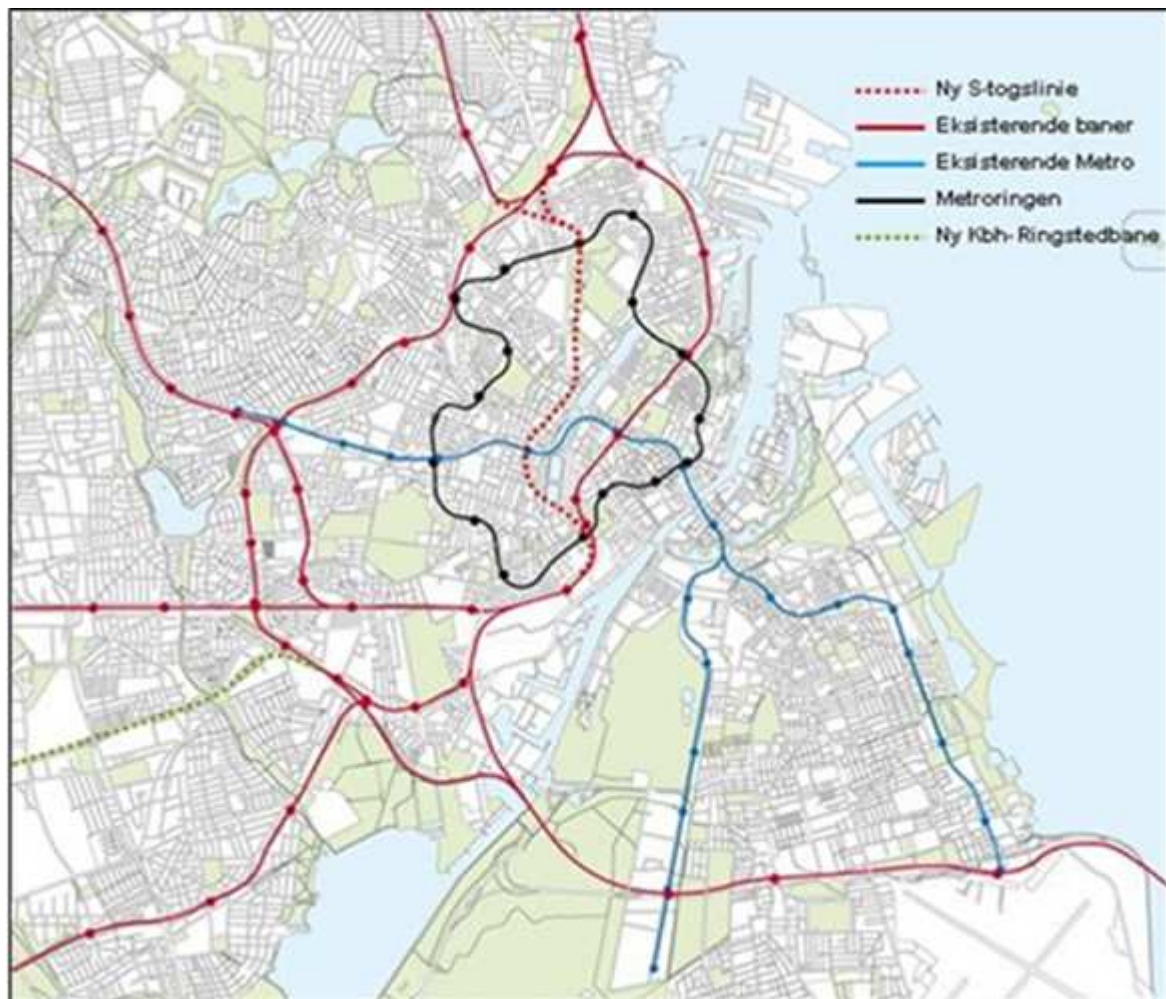 Ny S-togslinie
Eksisterende baner
Eksisterende Metro
Metroringen
Ny Kbh-Ringstedbane